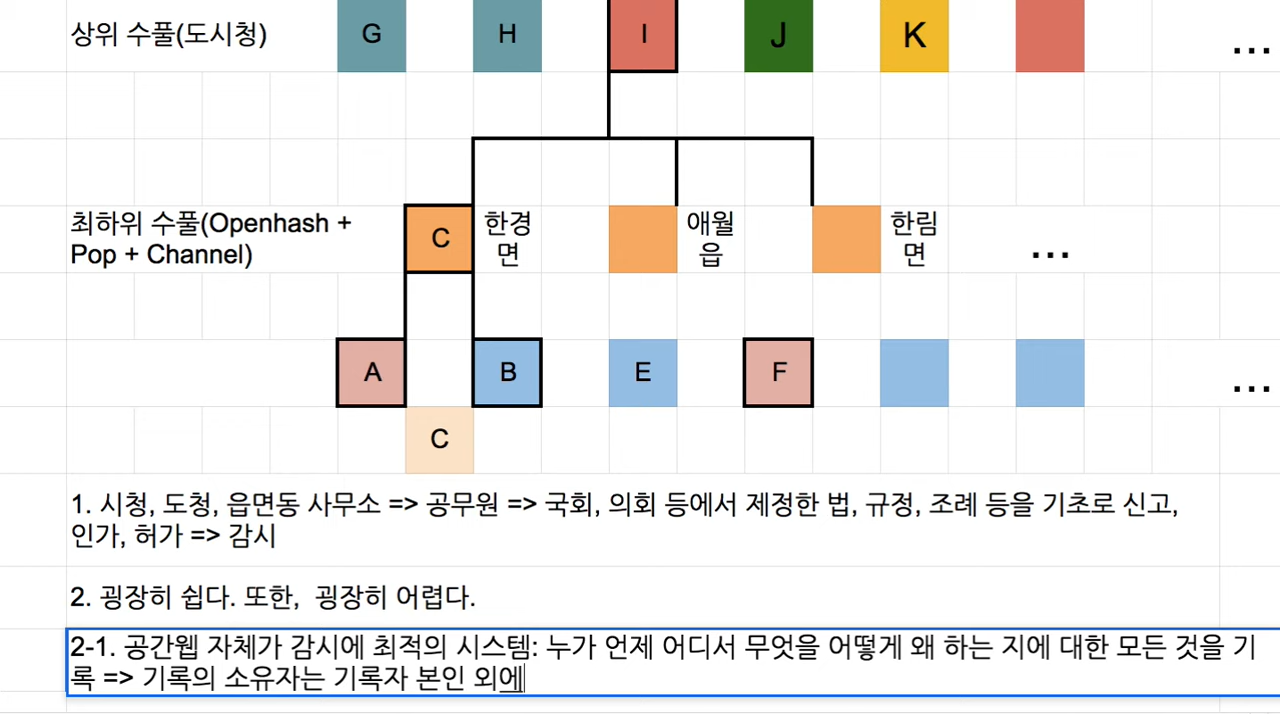 상위 수풀(도시청) G H I J K ...
최하위 수풀(Openhash +
Pop + Channel)
C 한경
면
애월
읍
한림
면
...
A B E F ...
C
1. 시청, 도청, 읍면동 사무소 => 공무원 => 국회, 의회 등에서 제정한 법, 규정, 조례 등을 기초로 신고,
인가, 허가 => 감시
2. 굉장히 쉽다. 또한, 굉장히 어렵다.
2-1. 공간웹 자체가 감시에 최적의 시스템: 누가 언제 어디서 무엇을 어떻게 왜 하는 지에 대한 모든 것을 기
록 => 기록의 소유자는 기록자 본인 외에